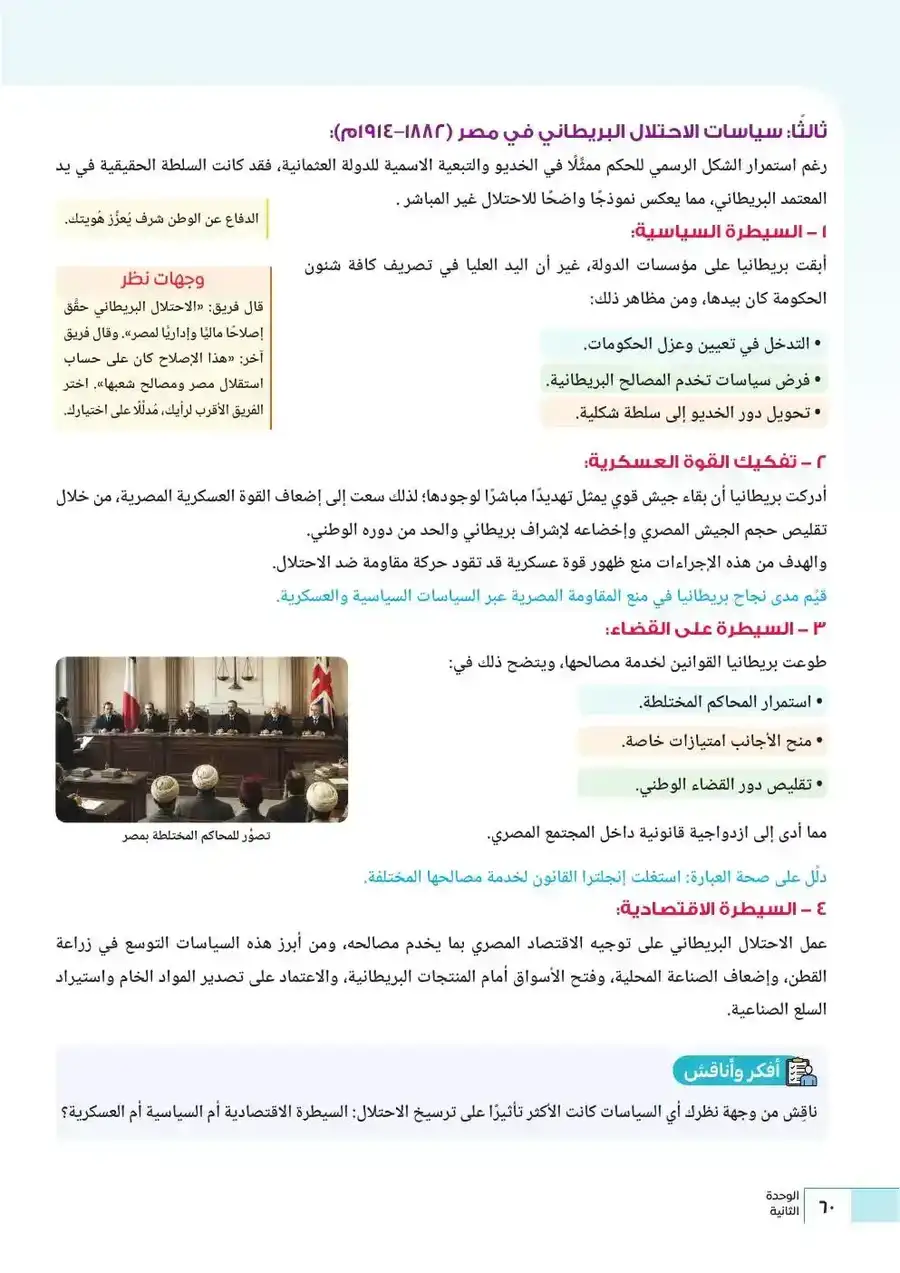 ثالثًا: سياسات الاحتلال البريطاني في مصر (١٨٨٢–١٩١٤م):
رغم استمرار الشكل الرسمي للحكم ممثَّلًا في الخديو والتبعية الاسمية للدولة العثمانية، فقد كانت السلطة الحقيقية في يد
المعتمد البريطاني، مما يعكس نموذجًا واضحًا للاحتلال غير المباشر .
الدفاع عن الوطن شرف يُعزَّز هُويتك.
١ – السيطرة السياسية:
أبقت بريطانيا على مؤسسات الدولة، غير أن اليد العليا في تصريف كافة شئون
الحكومة كان بيدها، ومن مظاهر ذلك:
• التدخل في تعيين وعزل الحكومات.
• فرض سياسات تخدم المصالح البريطانية.
• تحويل دور الخديو إلى سلطة شكلية.
وجهات نظر
قال فريق: «الاحتلال البريطاني حقَّق
إصلاحًا ماليًّا وإداريًّا لمصر». وقال فريق
آخر: «هذا الإصلاح كان على حساب
استقلال مصر ومصالح شعبها». اختر
الفريق الأقرب لرأيك، مُدلِّلًا على اختيارك.
٢ – تفكيك القوة العسكرية:
أدركت بريطانيا أن بقاء جيش قوي يمثل تهديدًا مباشرًا لوجودها؛ لذلك سعت إلى إضعاف القوة العسكرية المصرية، من خلال
تقليص حجم الجيش المصري وإخضاعه لإشراف بريطاني والحد من دوره الوطني.
والهدف من هذه الإجراءات منع ظهور قوة عسكرية قد تقود حركة مقاومة ضد الاحتلال.
قيِّم مدى نجاح بريطانيا في منع المقاومة المصرية عبر السياسات السياسية والعسكرية.
٣ – السيطرة على القضاء:
طوعت بريطانيا القوانين لخدمة مصالحها، ويتضح ذلك في:
• استمرار المحاكم المختلطة.
• منح الأجانب امتيازات خاصة.
• تقليص دور القضاء الوطني.
تصوُّر للمحاكم المختلطة بمصر
مما أدى إلى ازدواجية قانونية داخل المجتمع المصري.
دلِّل على صحة العبارة: استغلت إنجلترا القانون لخدمة مصالحها المختلفة.
٤ – السيطرة الاقتصادية:
عمل الاحتلال البريطاني على توجيه الاقتصاد المصري بما يخدم مصالحه، ومن أبرز هذه السياسات التوسع في زراعة
القطن، وإضعاف الصناعة المحلية، وفتح الأسواق أمام المنتجات البريطانية، والاعتماد على تصدير المواد الخام واستيراد
السلع الصناعية.
أفكر وأناقش
ناقِش من وجهة نظرك أي السياسات كانت الأكثر تأثيرًا على ترسيخ الاحتلال: السيطرة الاقتصادية أم السياسية أم العسكرية؟
الوحدة
الثانية
٦٠